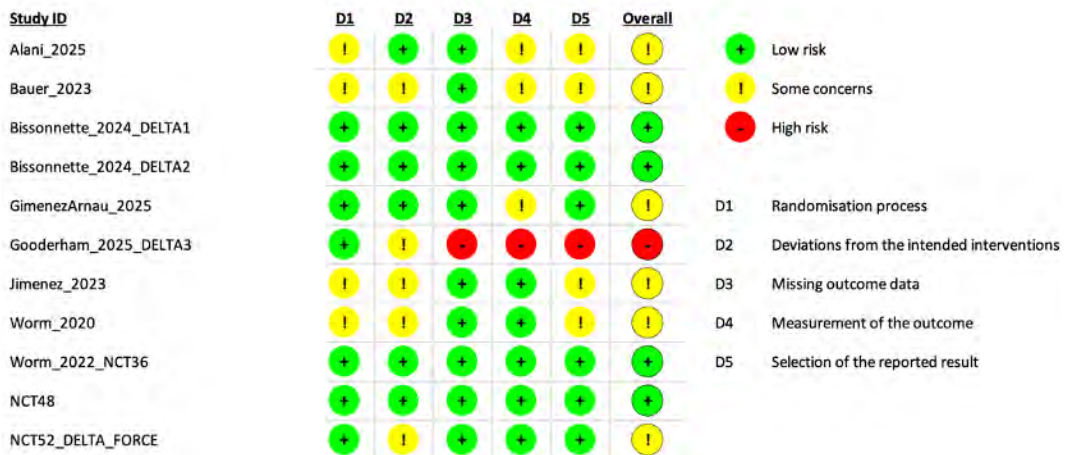 Study ID D1 D2 D3 D4 D5 Overall
Alani_2025 ! + + ! ! ! + Low risk
Bauer_2023 ! ! + ! ! ! ! Some concerns
Bissonnette_2024_DELTA1 + + + + + + - High risk
Bissonnette_2024_DELTA2 + + + + + +
GimenezArnau_2025 + + + ! + ! D1 Randomisation process
Gooderham_2025_DELTA3 + ! - - - - D2 Deviations from the intended interventions
Jimenez_2023 ! ! + + ! ! D3 Missing outcome data
Worm_2020 ! ! + + ! ! D4 Measurement of the outcome
Worm_2022_NCT36 + + + + + + D5 Selection of the reported result
NCT48 + + + + + +
NCT52_DELTA_FORCE + ! + + + !